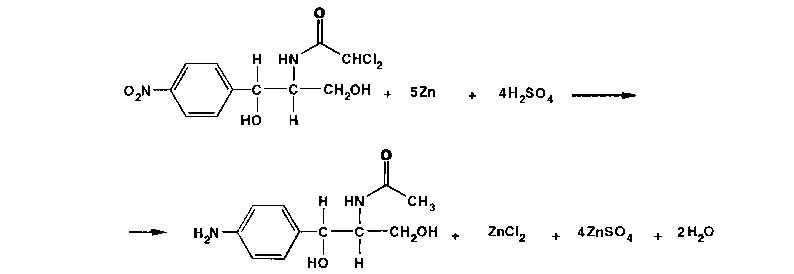 O
HN CHCl₂
H
O₂N C C CH₂OH + 5Zn + 4H₂SO₄
HO H
O
HN CH₃
H
H₂N C C CH₂OH + ZnCl₂ + 4ZnSO₄ + 2H₂O
HO H